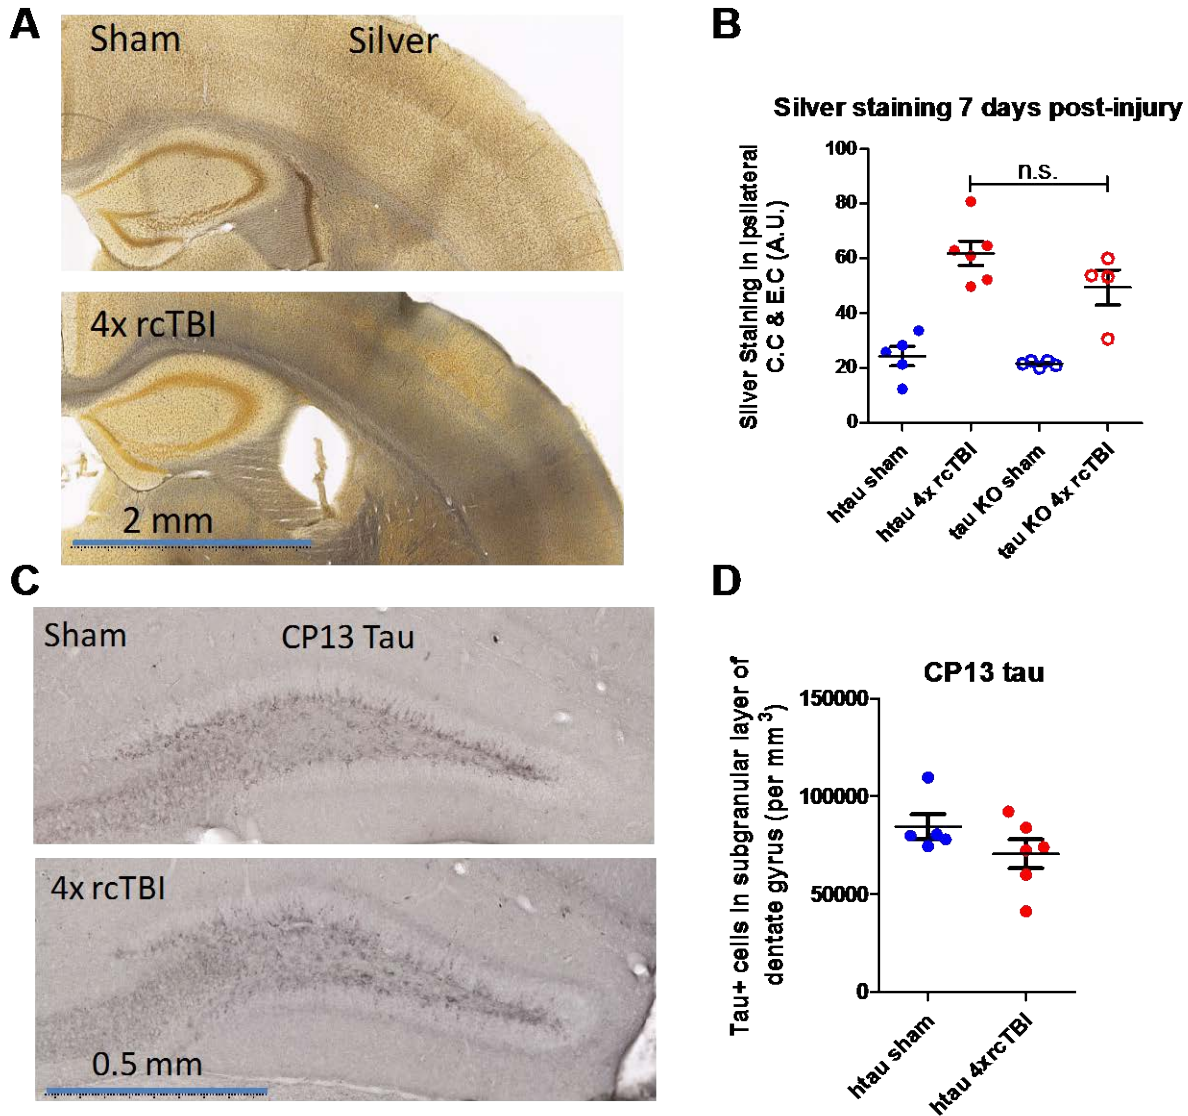 A
Sham
Silver
4x rcTBI
2 mm
B
Silver staining 7 days post-injury
Silver Staining in Ipsilateral
C.C & E.C (A.U.)
100
80
60
40
20
0
n.s.
htau sham
htau 4x rcTBI
tau KO sham
tau KO 4x rcTBI
C
Sham
CP13 Tau
4x rcTBI
0.5 mm
D
CP13 tau
Tau+ cells in subgranular layer of
dentate gyrus (per mm³)
150000
100000
50000
0
htau sham
htau 4xrcTBI